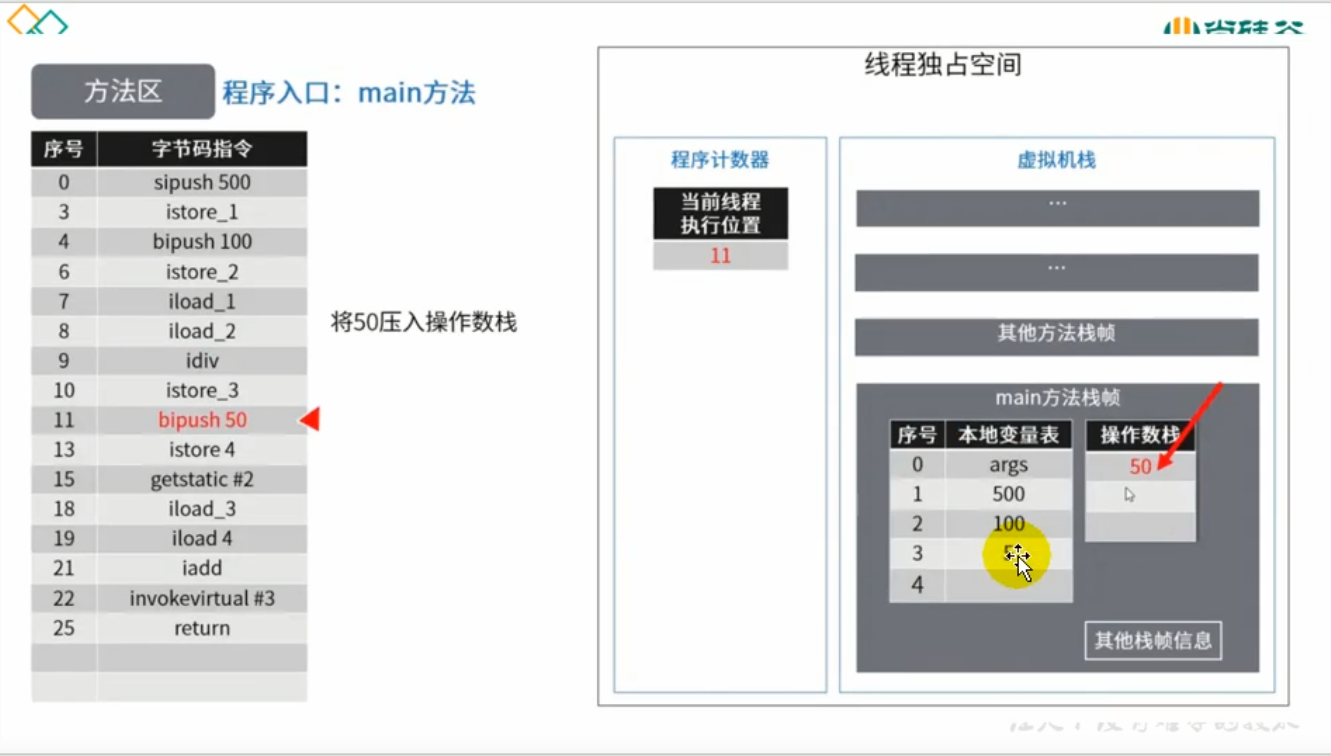 尚硅谷
方法区
程序入口：main方法
序号 字节码指令
0 sipush 500
3 istore_1
4 bipush 100
6 istore_2
7 iload_1
8 iload_2
9 idiv
10 istore_3
11 bipush 50
13 istore 4
15 getstatic #2
18 iload_3
19 iload 4
21 iadd
22 invokevirtual #3
25 return
将50压入操作数栈
线程独占空间
程序计数器
当前线程
执行位置
11
虚拟机栈
...
...
其他方法栈帧
main方法栈帧
序号 本地变量表
0 args
1 500
2 100
3 5
4
操作数栈
50
其他栈帧信息